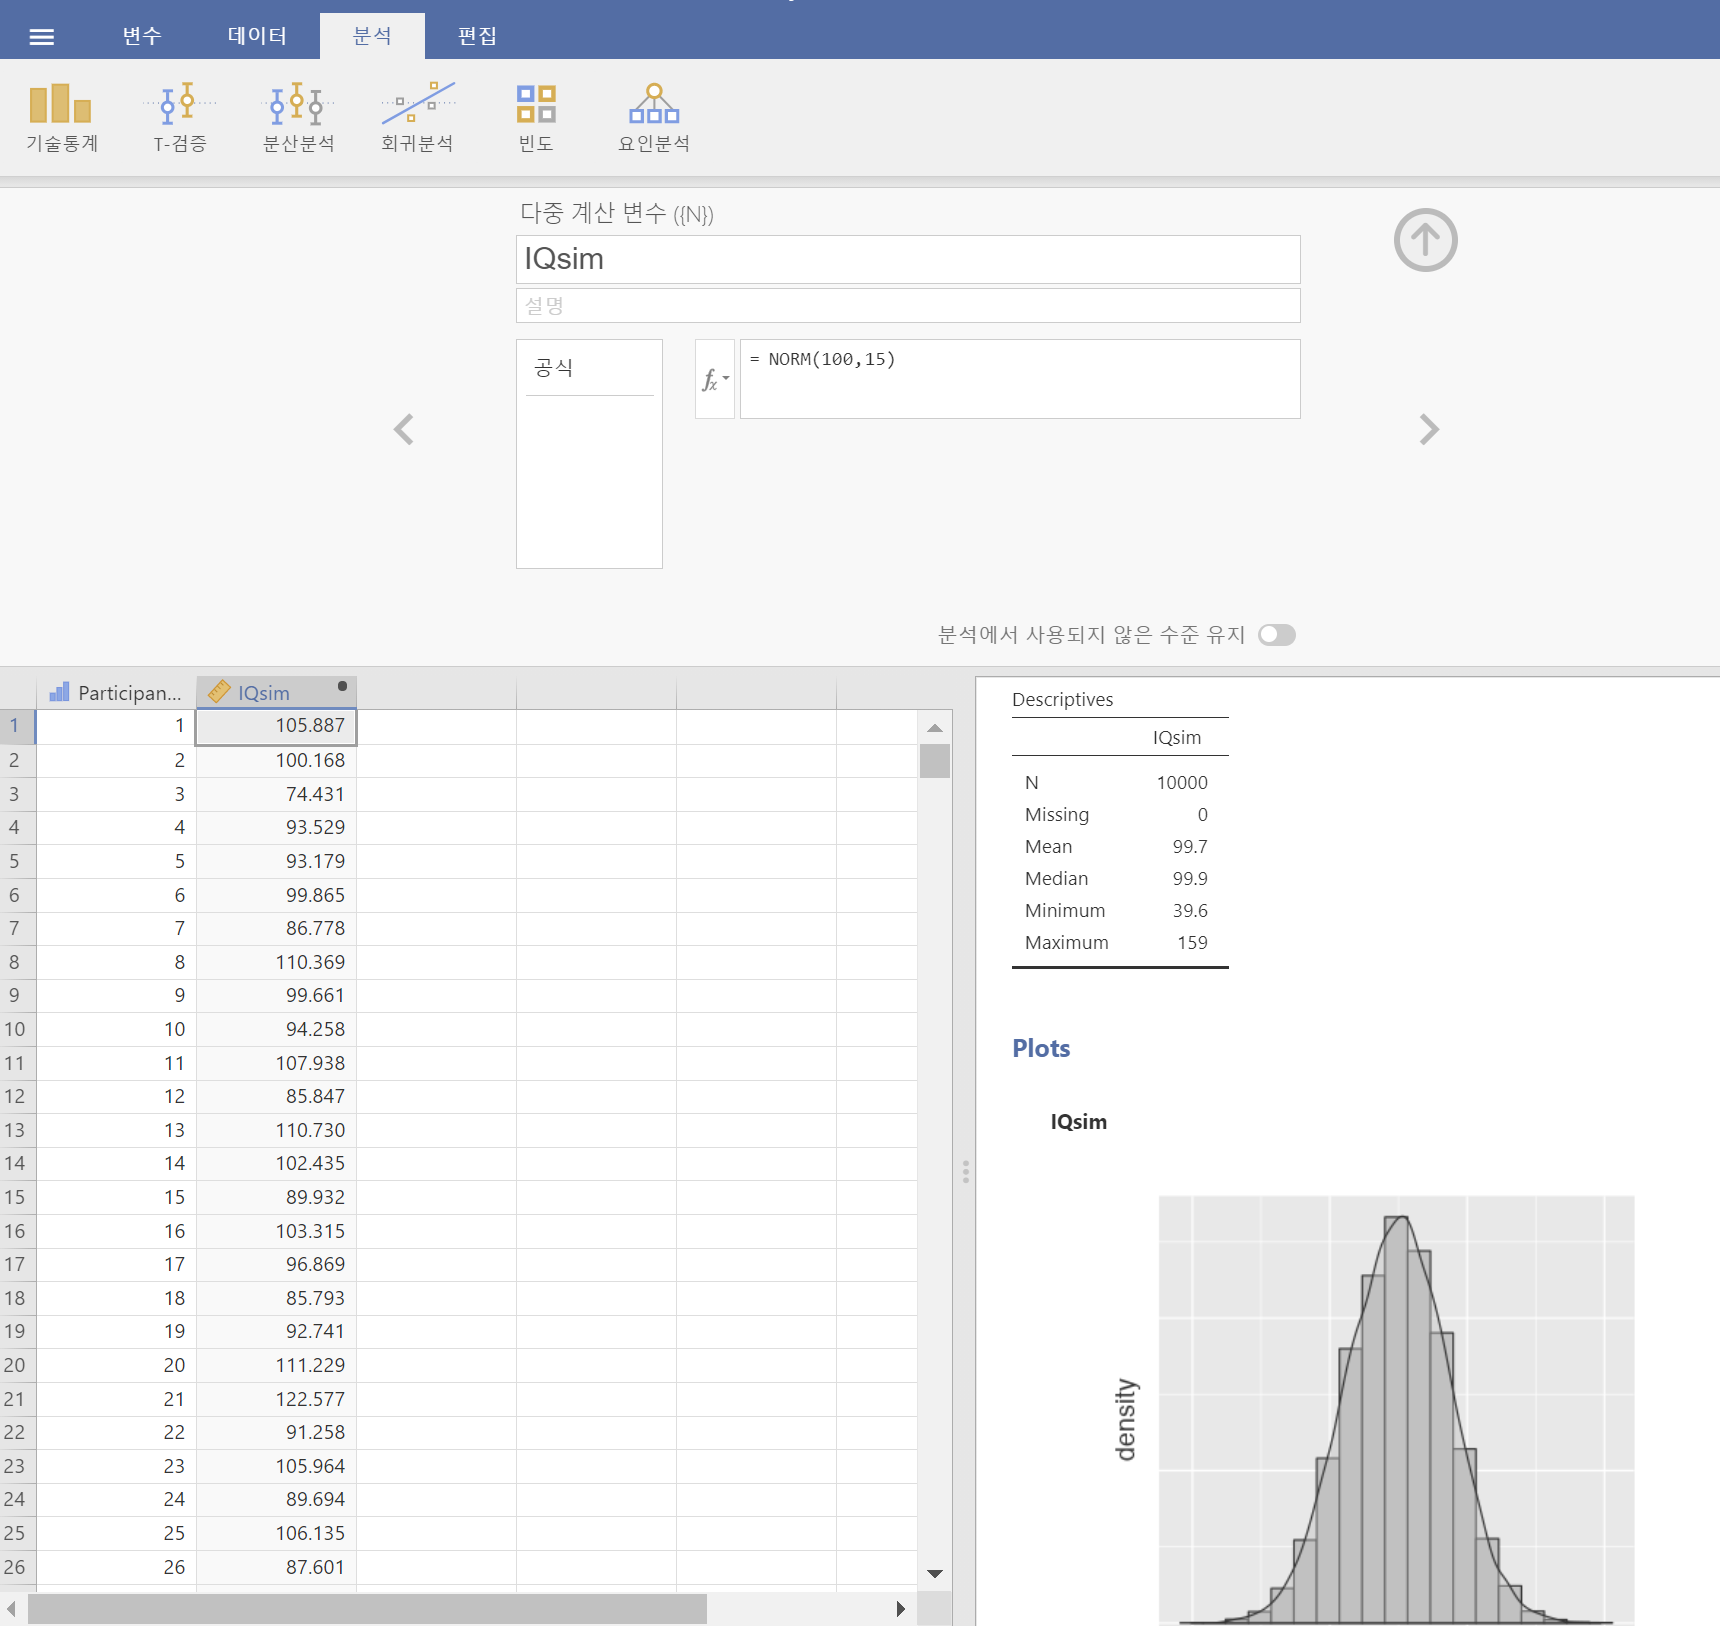 변수 데이터 분석 편집
기술통계 T-검증 분산분석 회귀분석 빈도 요인분석
다중 계산 변수 ({N})
IQsim
설명
공식
fx
= NORM(100,15)
분석에서 사용되지 않은 수준 유지
Participan... IQsim
1 1 105.887
2 2 100.168
3 3 74.431
4 4 93.529
5 5 93.179
6 6 99.865
7 7 86.778
8 8 110.369
9 9 99.661
10 10 94.258
11 11 107.938
12 12 85.847
13 13 110.730
14 14 102.435
15 15 89.932
16 16 103.315
17 17 96.869
18 18 85.793
19 19 92.741
20 20 111.229
21 21 122.577
22 22 91.258
23 23 105.964
24 24 89.694
25 25 106.135
26 26 87.601
Descriptives
IQsim
N 10000
Missing 0
Mean 99.7
Median 99.9
Minimum 39.6
Maximum 159
Plots
IQsim
density